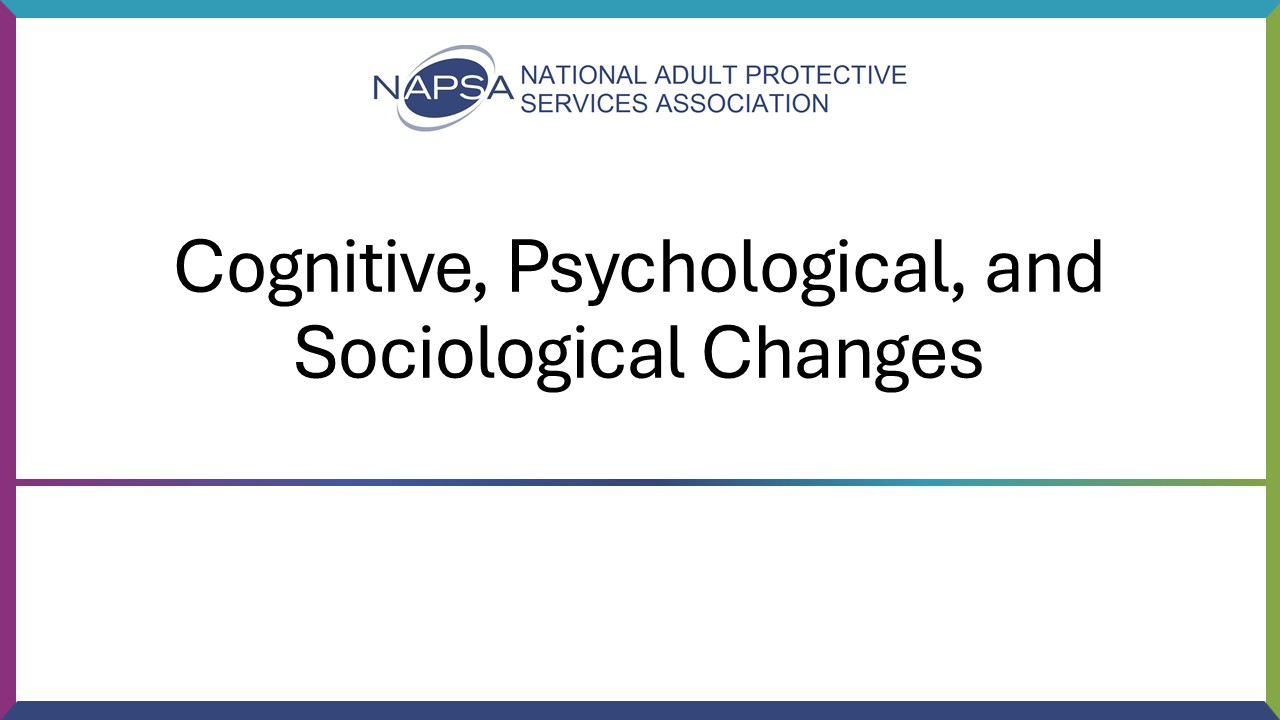 NAPSA
NATIONAL ADULT PROTECTIVE
SERVICES ASSOCIATION
Cognitive, Psychological, and
Sociological Changes